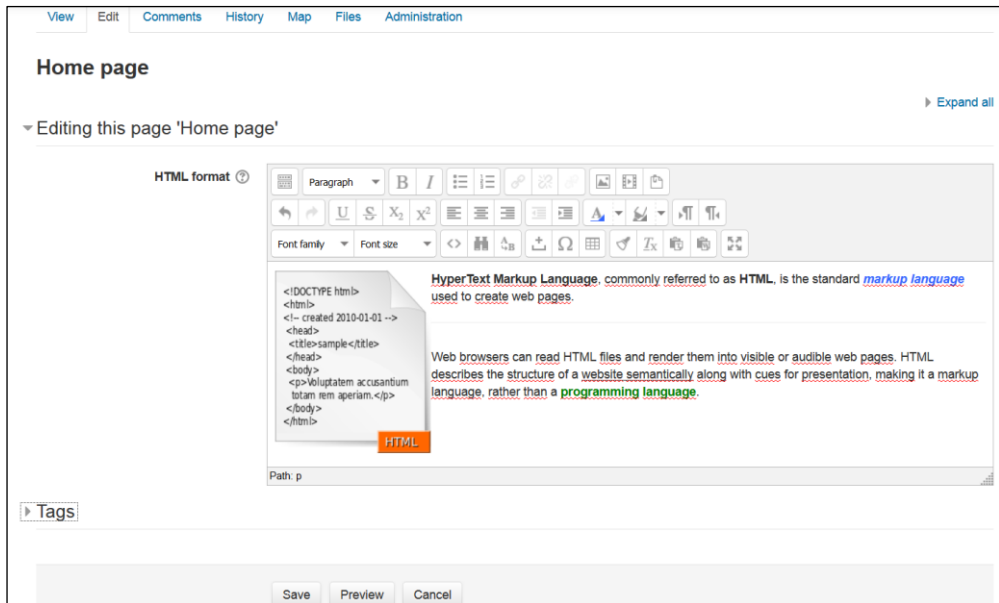 View Edit Comments History Map Files Administration
Home page
Expand all
Editing this page 'Home page'
HTML format
Paragraph B I
U S X2 X2
Font family Font size
<!DOCTYPE html>
<html>
<!-- created 2010-01-01 -->
<head>
<title>sample</title>
</head>
<body>
<p>Voluptatem accusantium
totam rem aperiam.</p>
</body>
</html>
HTML
HyperText Markup Language, commonly referred to as HTML, is the standard markup language
used to create web pages.
Web browsers can read HTML files and render them into visible or audible web pages. HTML
describes the structure of a website semantically along with cues for presentation, making it a markup
language, rather than a programming language.
Path: p
Tags
Save Preview Cancel